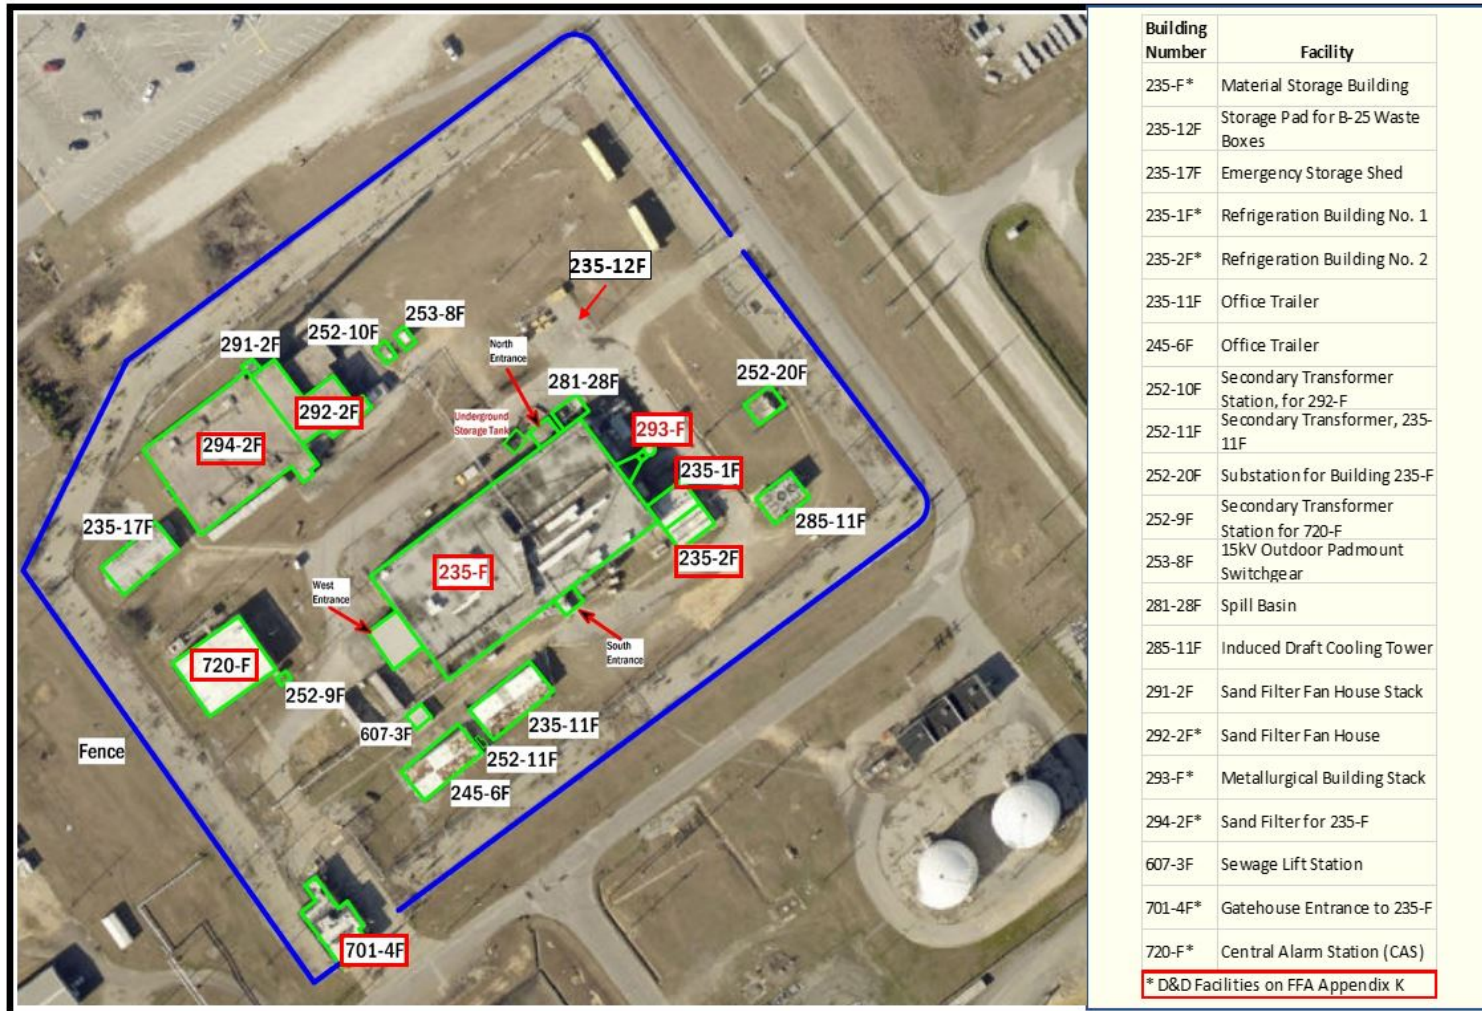 235-12F
253-8F
252-10F
291-2F
North
Entrance
281-28F
252-20F
292-2F
Underground
Storage Tank
293-F
294-2F
235-1F
285-11F
235-17F
235-2F
235-F
West
Entrance
South
Entrance
720-F
252-9F
235-11F
607-3F
252-11F
Fence
245-6F
701-4F
Building
Number Facility
235-F* Material Storage Building
235-12F Storage Pad for B-25 Waste
Boxes
235-17F Emergency Storage Shed
235-1F* Refrigeration Building No. 1
235-2F* Refrigeration Building No. 2
235-11F Office Trailer
245-6F Office Trailer
252-10F Secondary Transformer
Station, for 292-F
252-11F Secondary Transformer, 235-
11F
252-20F Substation for Building 235-F
252-9F Secondary Transformer
Station for 720-F
253-8F 15kV Outdoor Padmount
Switchgear
281-28F Spill Basin
285-11F Induced Draft Cooling Tower
291-2F Sand Filter Fan House Stack
292-2F* Sand Filter Fan House
293-F* Metallurgical Building Stack
294-2F* Sand Filter for 235-F
607-3F Sewage Lift Station
701-4F* Gatehouse Entrance to 235-F
720-F* Central Alarm Station (CAS)
* D&D Facilities on FFA Appendix K